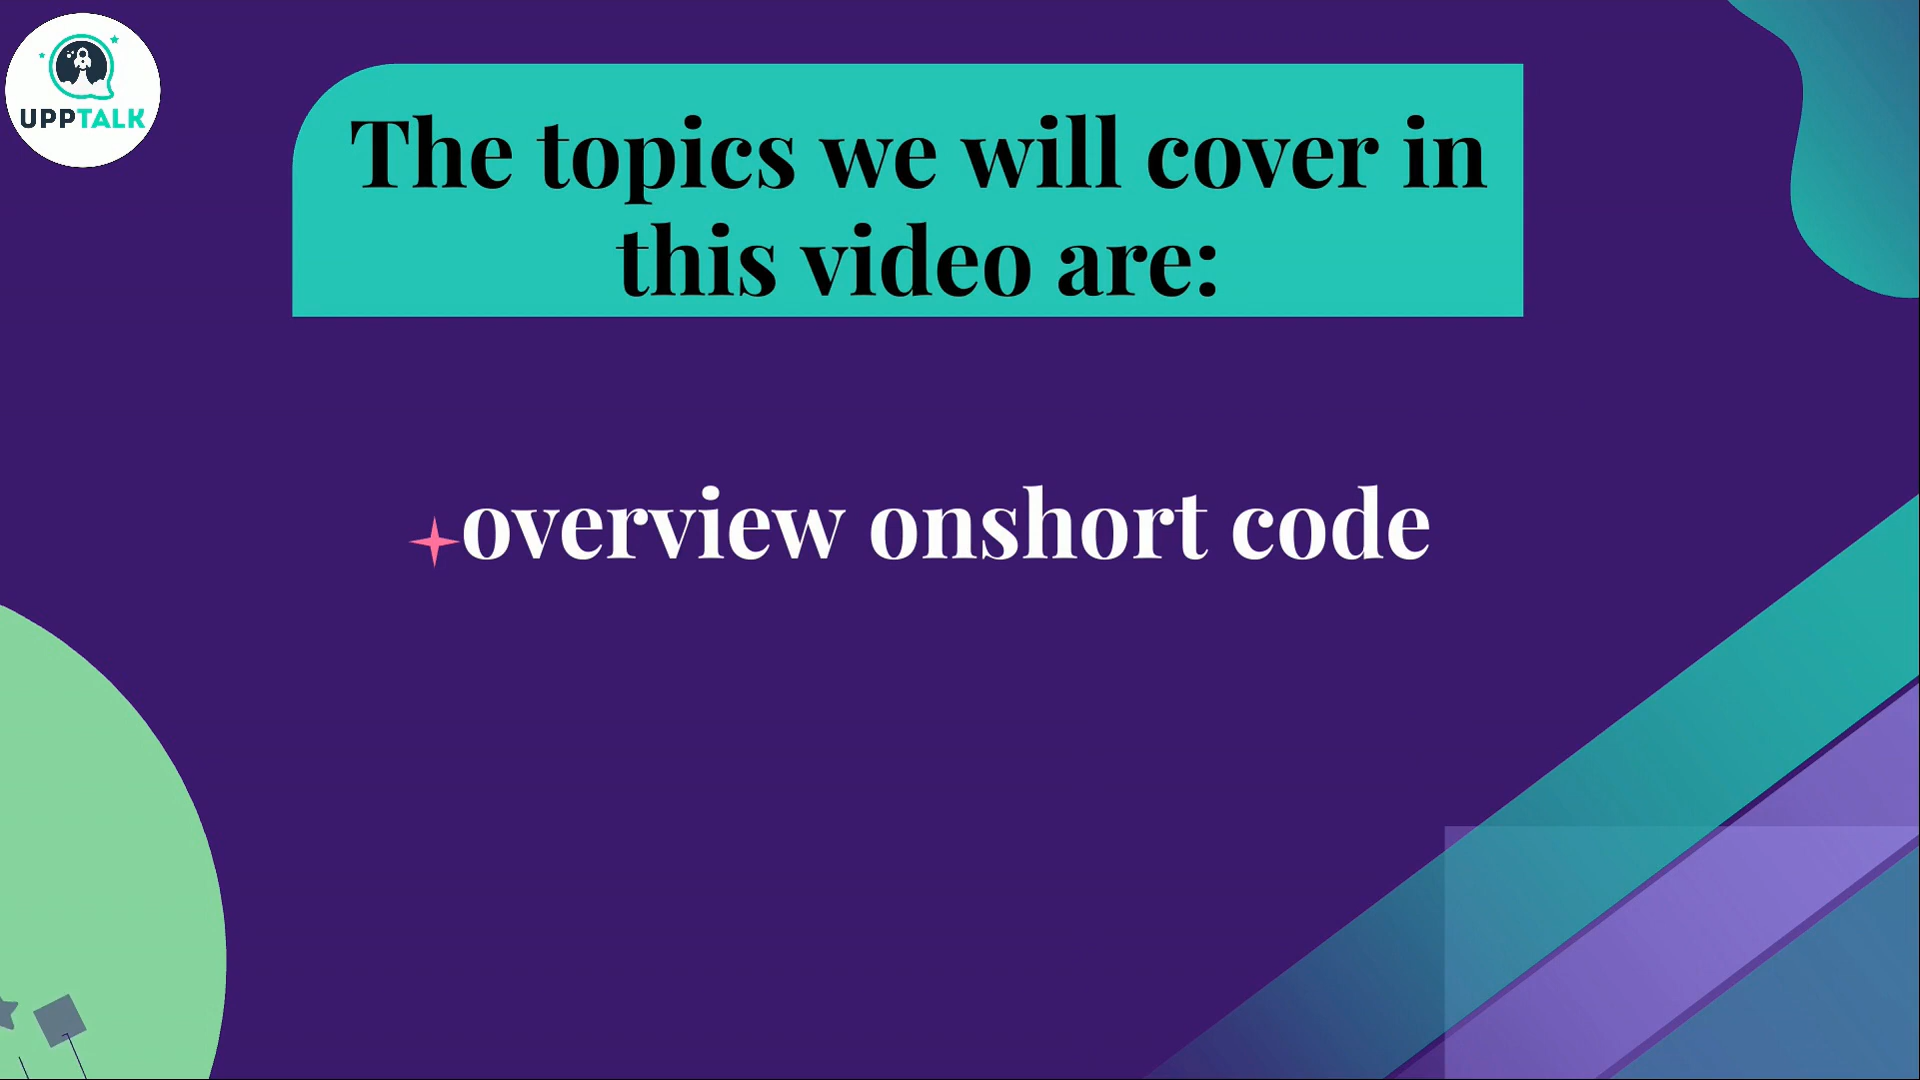 UPPTALK
The topics we will cover in
this video are:
overview onshort code